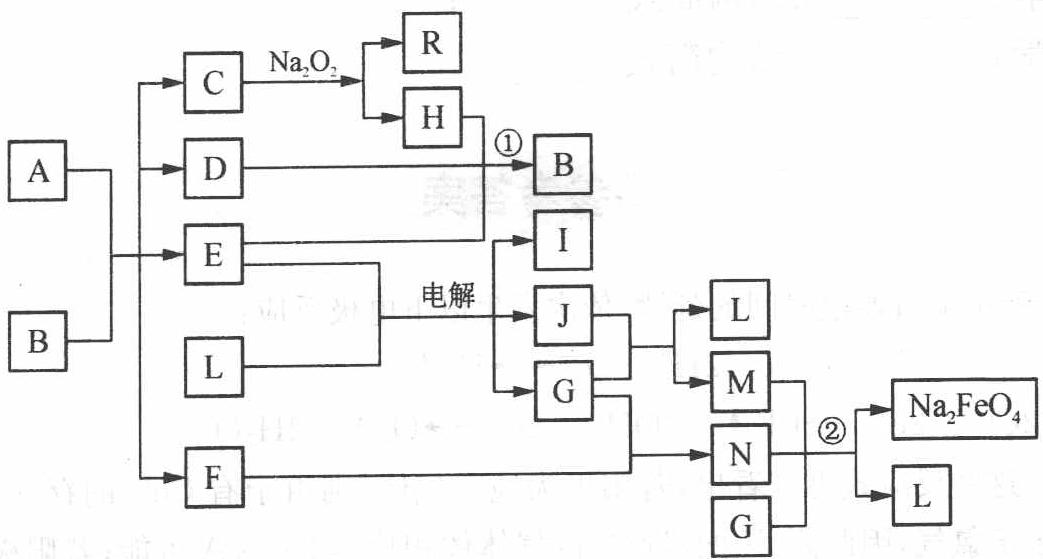 R
C
Na₂O₂
H
A
D
①
B
E
I
电解
J
L
B
L
G
M
Na₂FeO₄
②
F
N
L
G